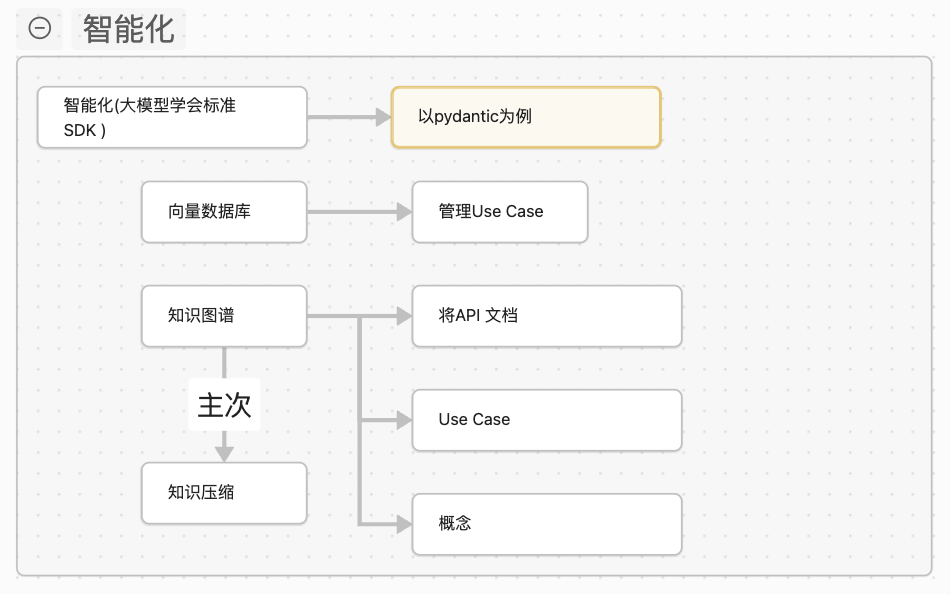 智能化
智能化(大模型学会标准
SDK )
以pydantic为例
向量数据库
管理Use Case
知识图谱
将API 文档
主次
Use Case
知识压缩
概念